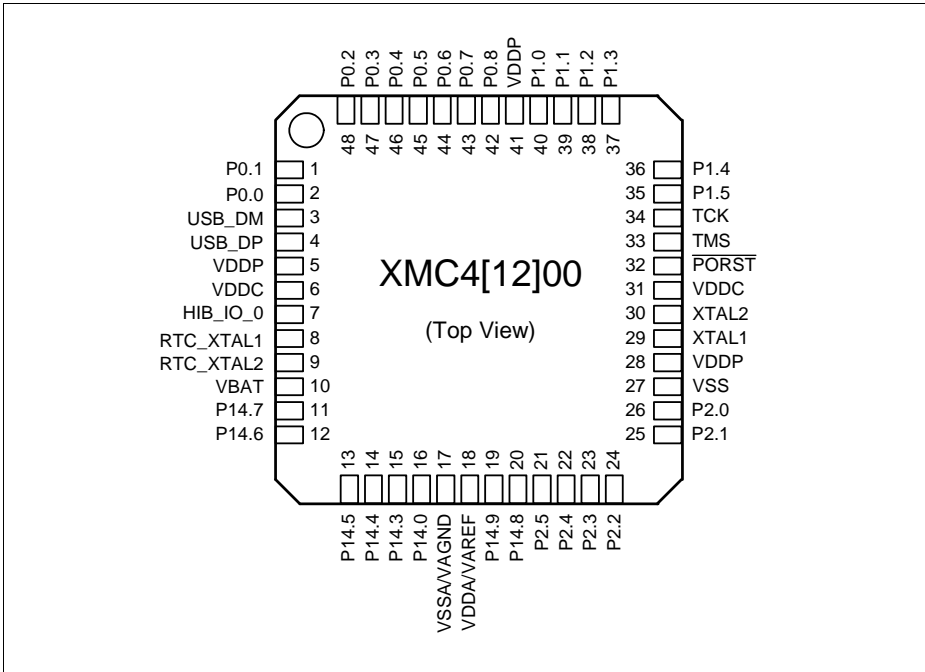 P0.2 P0.3 P0.4 P0.5 P0.6 P0.7 P0.8 VDDP P1.0 P1.1 P1.2 P1.3
48 47 46 45 44 43 42 41 40 39 38 37
P0.1 1 36 P1.4
P0.0 2 35 P1.5
USB_DM 3 34 TCK
USB_DP 4 33 TMS
VDDP 5 32 PORST
VDDC 6 31 VDDC
HIB_IO_0 7 30 XTAL2
RTC_XTAL1 8 29 XTAL1
RTC_XTAL2 9 28 VDDP
VBAT 10 27 VSS
P14.7 11 26 P2.0
P14.6 12 25 P2.1
XMC4[12]00
(Top View)
13 14 15 16 17 18 19 20 21 22 23 24
P14.5 P14.4 P14.3 P14.0 VSSA/VAGND VDDA/VAREF P14.9 P14.8 P2.5 P2.4 P2.3 P2.2